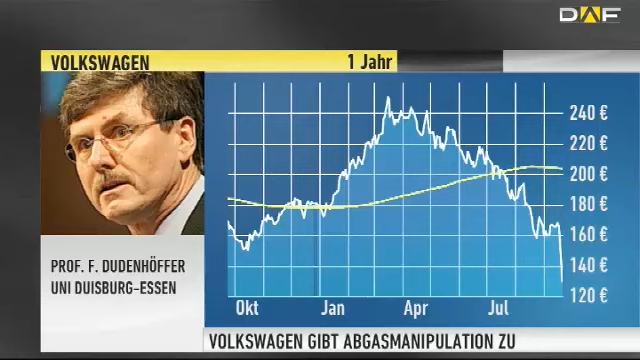 DAF
VOLKSWAGEN
1 Jahr
240 €
220 €
200 €
180 €
160 €
140 €
120 €
Okt
Jan
Apr
Jul
PROF. F. DUDENHÖFFER
UNI DUISBURG-ESSEN
VOLKSWAGEN GIBT ABGASMANIPULATION ZU